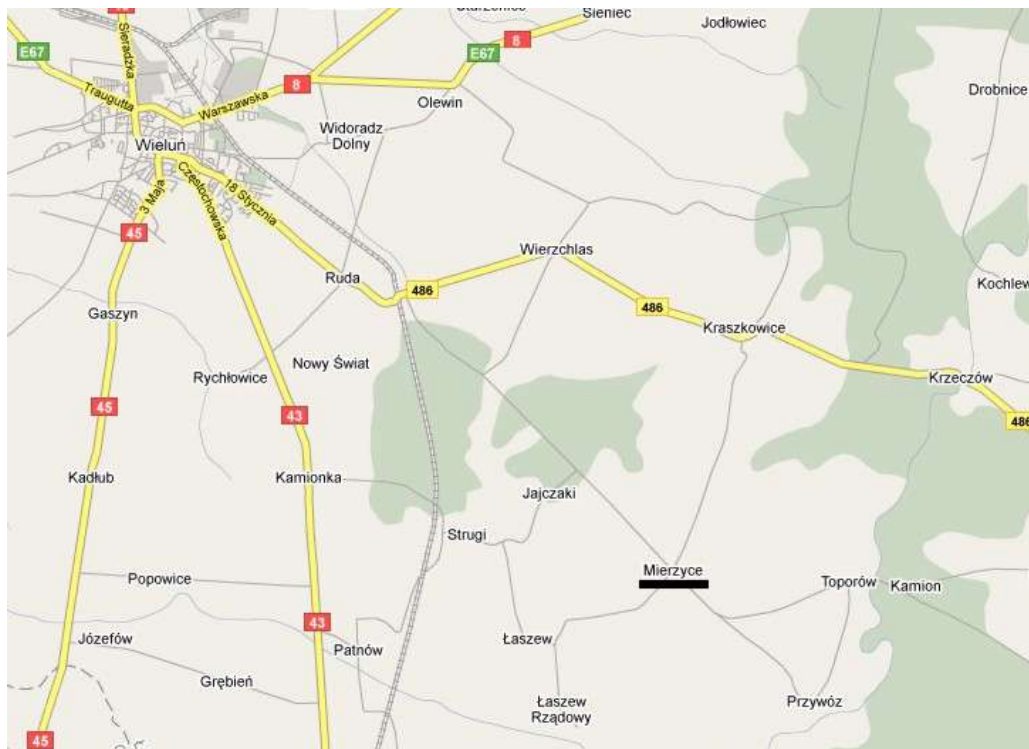 Sieniec
Jodłowiec
Sieradzka
E67
8
E67
8
Drobnice
Traugutta
Warszawska
Olewin
Widoradz
Dolny
Wieluń
Częstochowska
18 Stycznia
3 Maja
45
Wierzchlas
Ruda
486
486
Kochlew
Gaszyn
Kraszkowice
Nowy Świat
Rychłowice
Krzeczów
45
43
486
Kadłub
Kamionka
Jajczaki
Strugi
Mierzyce
Popowice
Toporów
Kamion
43
Józefów
Łaszew
Patnów
Grębień
Łaszew
Rządowy
Przywóz
45